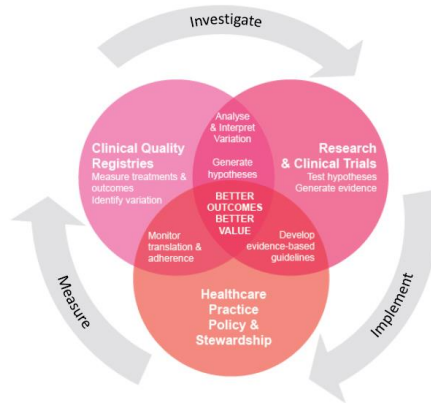 Investigate
Analyse
& Interpret
Variation
Generate
hypotheses
Clinical Quality
Registries
Measure treatments &
outcomes
Identify variation
Research
& Clinical Trials
Test hypotheses
Generate evidence
BETTER
OUTCOMES
BETTER
VALUE
Monitor
translation &
adherence
Develop
evidence-based
guidelines
Healthcare
Practice
Policy &
Stewardship
Measure
Implement